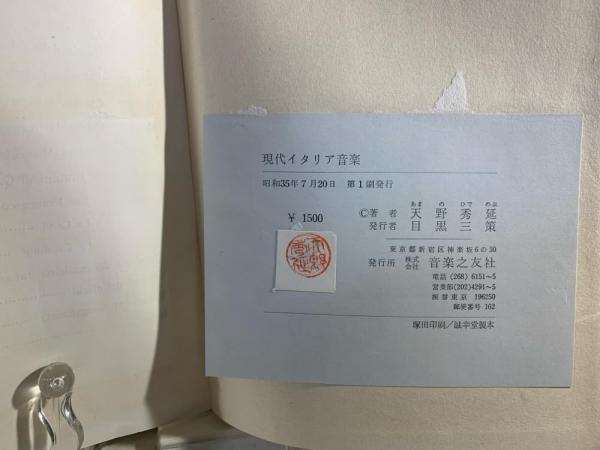 現代イタリア音楽
昭和35年7月20日 第1刷発行
¥ 1500
あま の ひで のぶ
©著者 天野秀延
発行者 目黒三策
東京都新宿区神楽坂6の30
発行所 株式会社 音楽之友社
電話 (268) 6151〜5
営業部(202)4291〜5
振替東京 196250
郵便番号 162
塚田印刷/誠幸堂製本